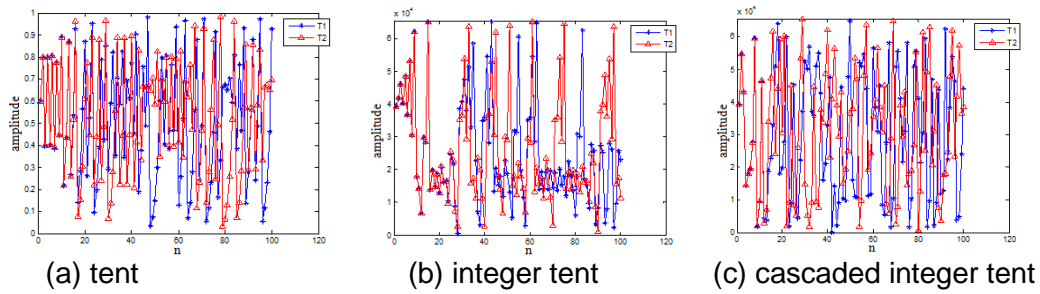 T1
T2
amplitude
1
0.9
0.8
0.7
0.6
0.5
0.4
0.3
0.2
0.1
0
0 20 40 60 80 100 120
n
(a) tent
x 10⁴
T1
T2
amplitude
6
5
4
3
2
1
0
0 20 40 60 80 100 120
n
(b) integer tent
x 10⁴
T1
T2
amplitude
6
5
4
3
2
1
0
0 20 40 60 80 100 120
n
(c) cascaded integer tent